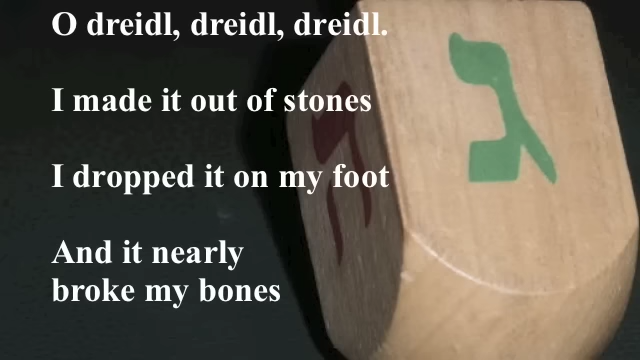 O dreidl, dreidl, dreidl.
I made it out of stones
I dropped it on my foot
And it nearly
broke my bones
ה
ג